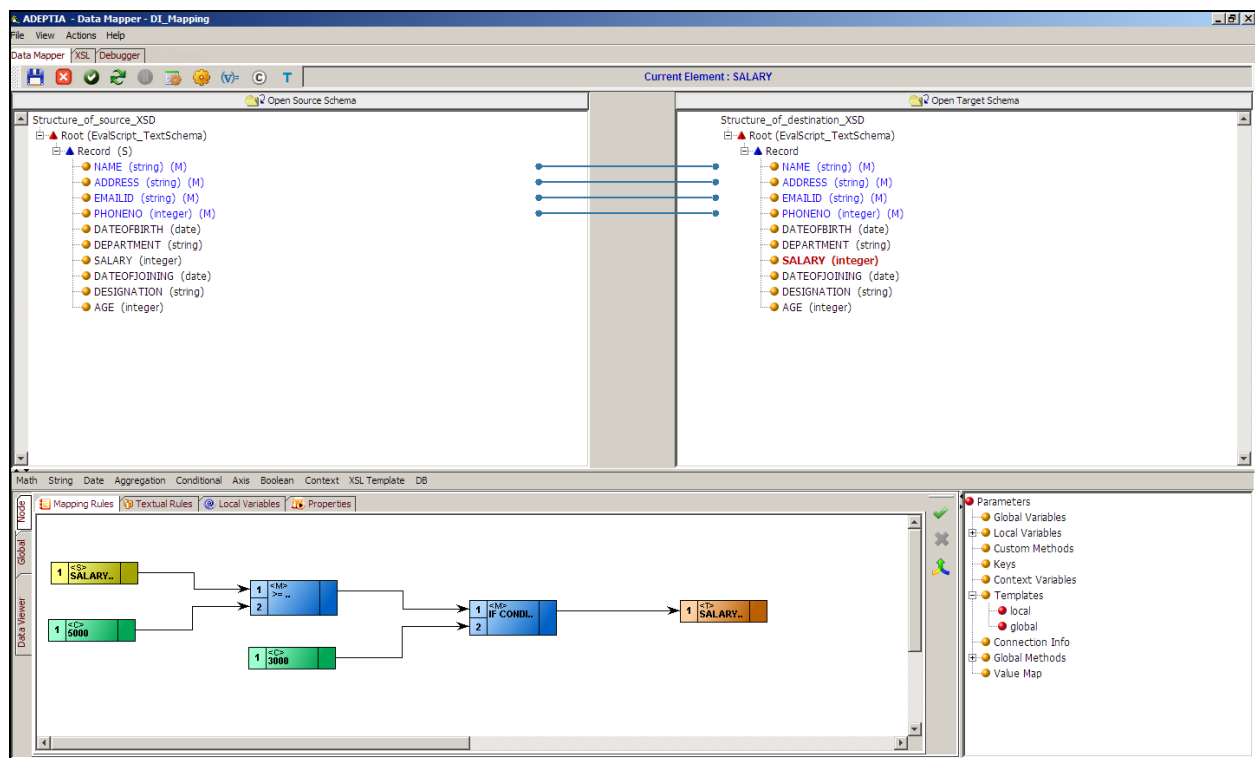 ADEPTIA - Data Mapper - DI_Mapping
File View Actions Help
Data Mapper XSL Debugger
(v)= C T Current Element : SALARY
Open Source Schema Open Target Schema
Structure_of_source_XSD
Root (EvalScript_TextSchema)
Record (S)
NAME (string) (M)
ADDRESS (string) (M)
EMAILID (string) (M)
PHONENO (integer) (M)
DATEOFBIRTH (date)
DEPARTMENT (string)
SALARY (integer)
DATEOFJOINING (date)
DESIGNATION (string)
AGE (integer)
Structure_of_destination_XSD
Root (EvalScript_TextSchema)
Record
NAME (string) (M)
ADDRESS (string) (M)
EMAILID (string) (M)
PHONENO (integer) (M)
DATEOFBIRTH (date)
DEPARTMENT (string)
SALARY (integer)
DATEOFJOINING (date)
DESIGNATION (string)
AGE (integer)
Math String Date Aggregation Conditional Axis Boolean Context XSL Template DB
Node
Global
Data Viewer
Mapping Rules Textual Rules Local Variables Properties
1 <S> SALARY..
1 <C> 5000
1 <M> >= ..
2
1 <C> 3000
1 <M> IF CONDI..
2
1 <T> SALARY..
Parameters
Global Variables
Local Variables
Custom Methods
Keys
Context Variables
Templates
local
global
Connection Info
Global Methods
Value Map